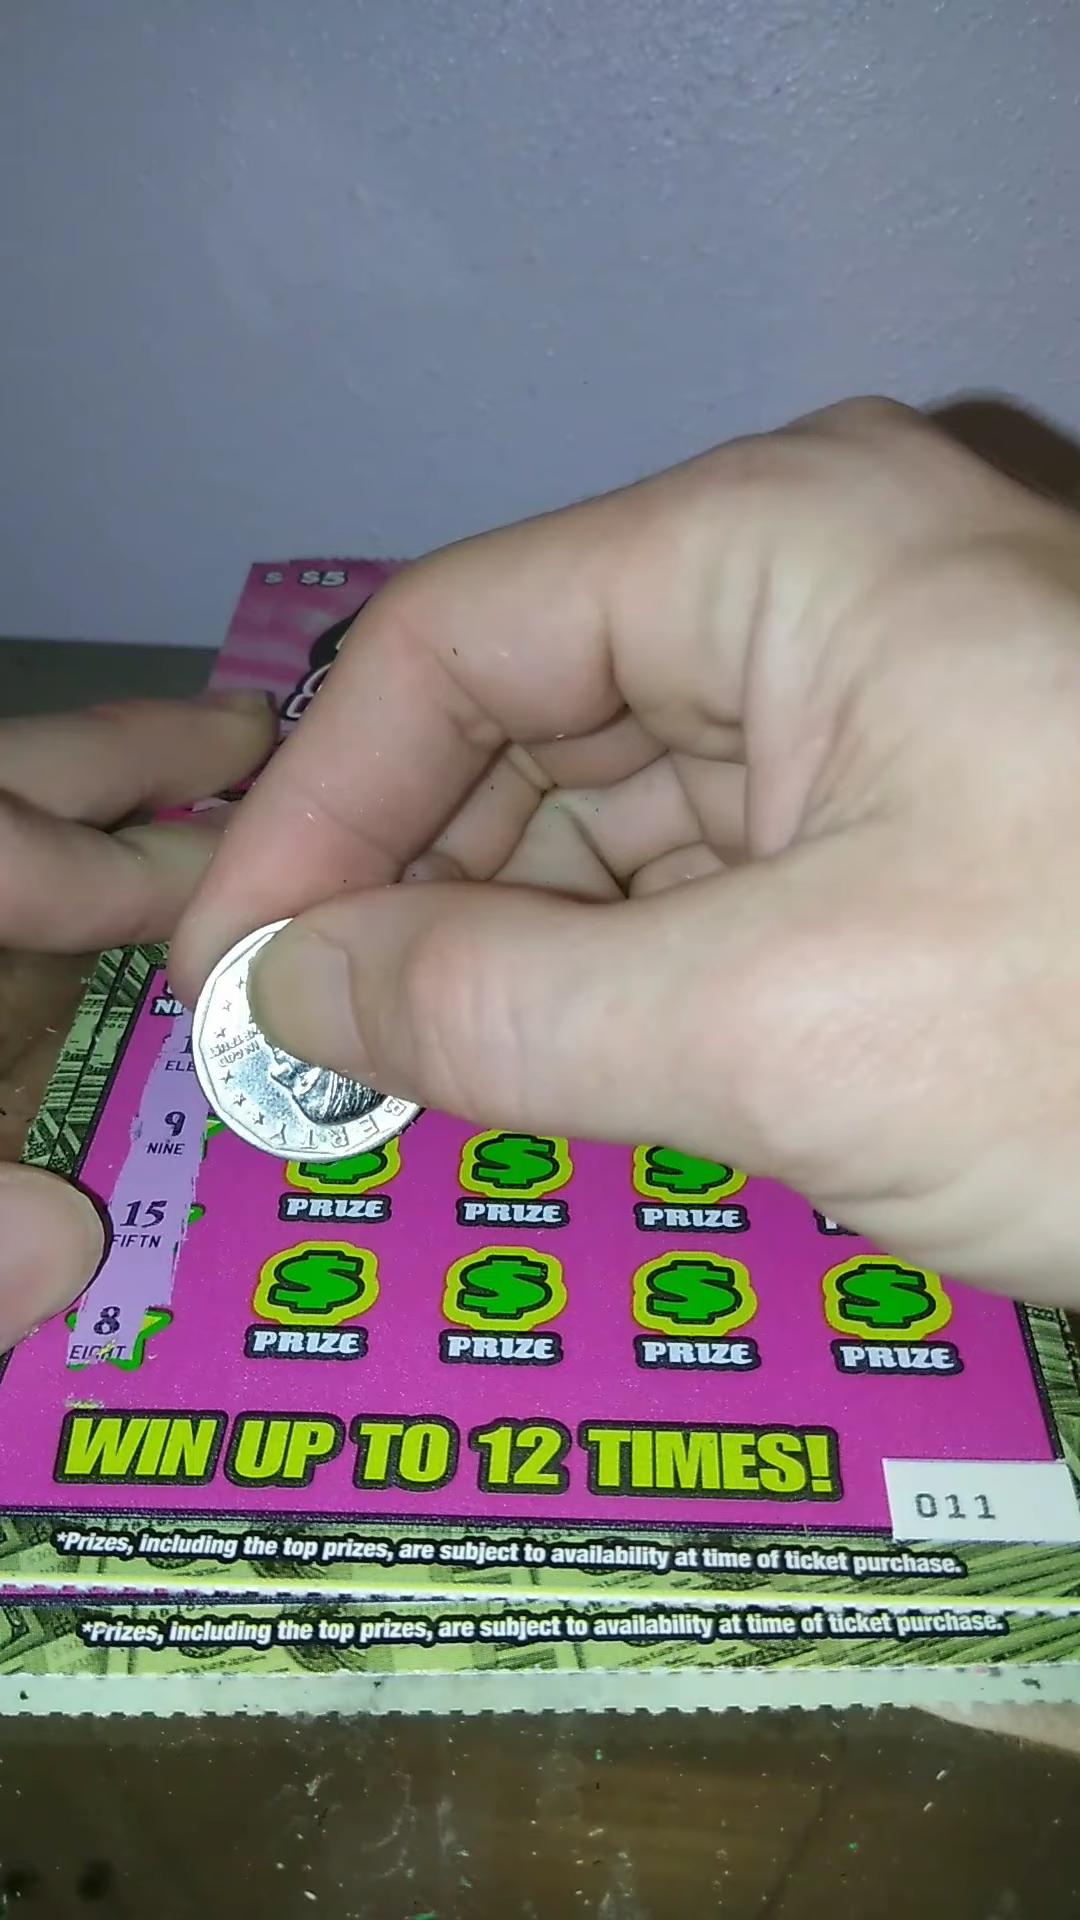 $ $5
9
NINE
15
FIFTN
8
EIGHT
LIBERTY
IN GOD
WE TRUST
PRIZE PRIZE PRIZE
PRIZE PRIZE PRIZE PRIZE
WIN UP TO 12 TIMES!
011
*Prizes, including the top prizes, are subject to availability at time of ticket purchase.
*Prizes, including the top prizes, are subject to availability at time of ticket purchase.